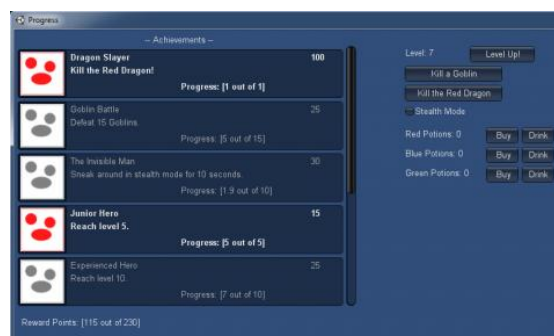 Progress
-- Achievements --
Dragon Slayer 100
Kill the Red Dragon!
Progress: [1 out of 1]
Goblin Battle 25
Defeat 15 Goblins.
Progress: [5 out of 15]
The Invisible Man 30
Sneak around in stealth mode for 10 seconds.
Progress: [1.9 out of 10]
Junior Hero 15
Reach level 5.
Progress: [5 out of 5]
Experienced Hero 25
Reach level 10.
Progress: [7 out of 10]
Reward Points: [115 out of 230]
Level: 7 Level Up!
Kill a Goblin
Kill the Red Dragon
Stealth Mode
Red Potions: 0 Buy Drink
Blue Potions: 0 Buy Drink
Green Potions: 0 Buy Drink